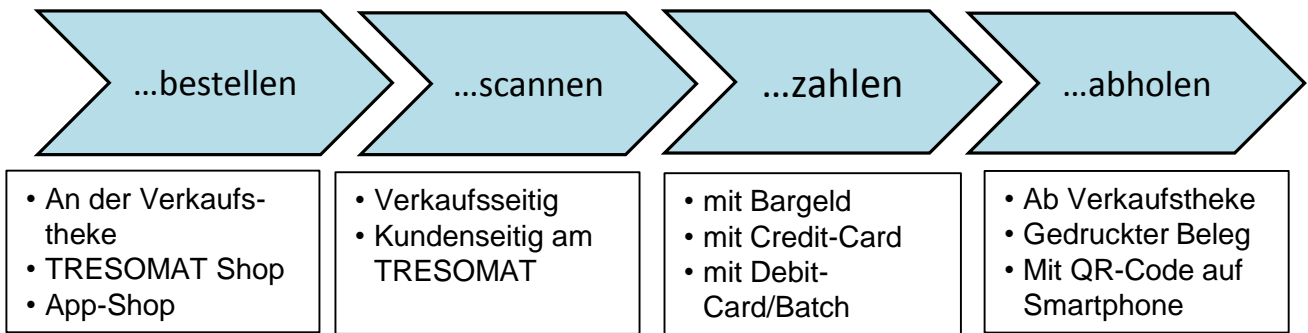 ...bestellen
...scannen
...zahlen
...abholen
• An der Verkaufs-
theke
• TRESOMAT Shop
• App-Shop
• Verkaufsseitig
• Kundenseitig am
TRESOMAT
• mit Bargeld
• mit Credit-Card
• mit Debit-
Card/Batch
• Ab Verkaufstheke
• Gedruckter Beleg
• Mit QR-Code auf
Smartphone